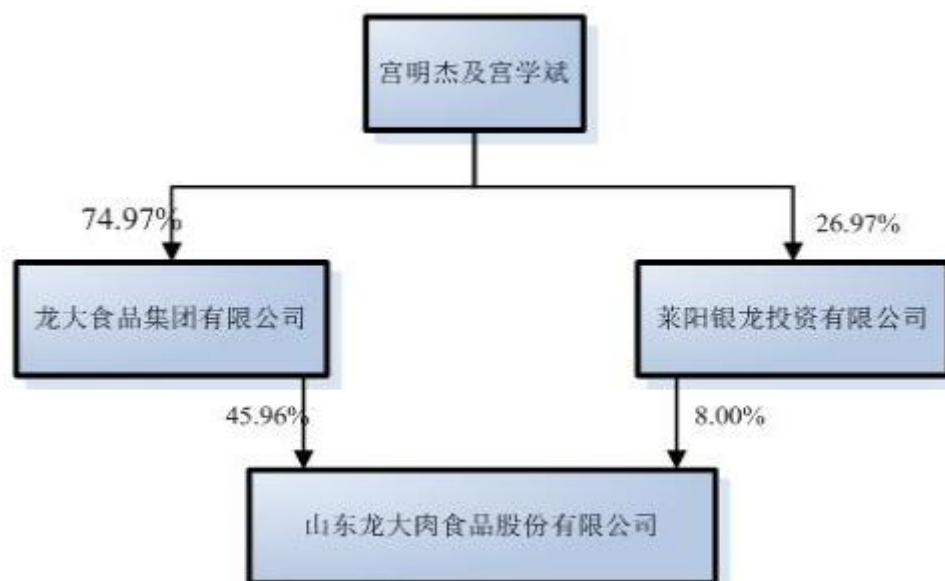 宫明杰及宫学斌
74.97%
26.97%
龙大食品集团有限公司
莱阳银龙投资有限公司
45.96%
8.00%
山东龙大肉食品股份有限公司